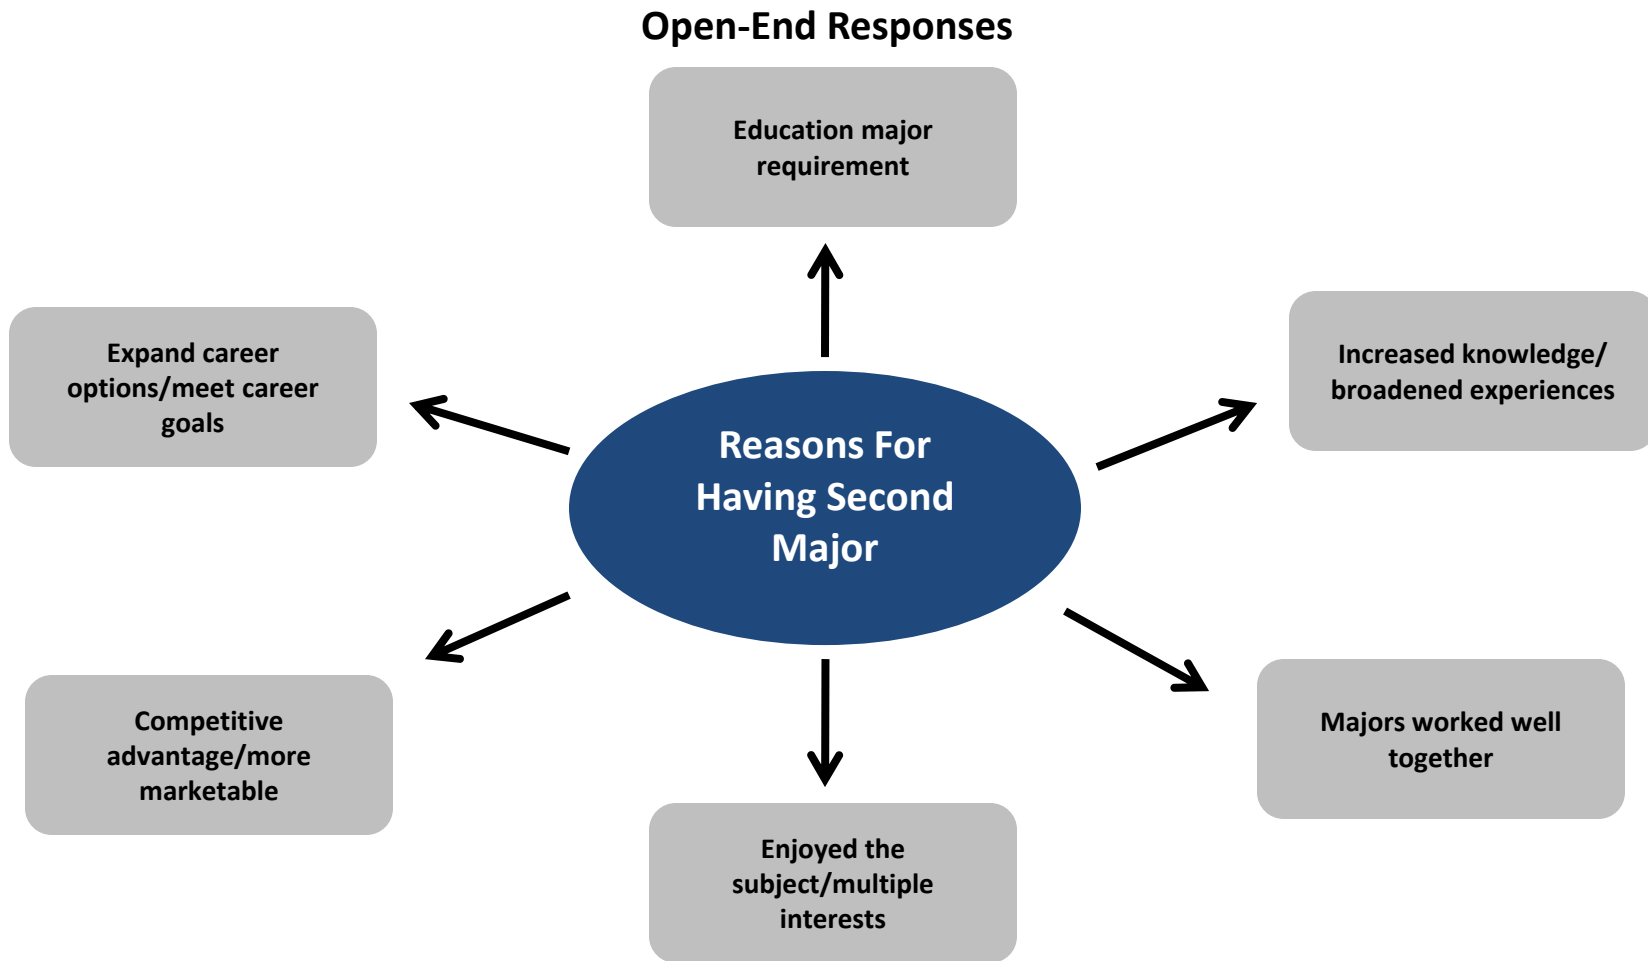 Open-End Responses
Education major
requirement
Expand career
options/meet career
goals
Increased knowledge/
broadened experiences
Reasons For
Having Second
Major
Competitive
advantage/more
marketable
Majors worked well
together
Enjoyed the
subject/multiple
interests